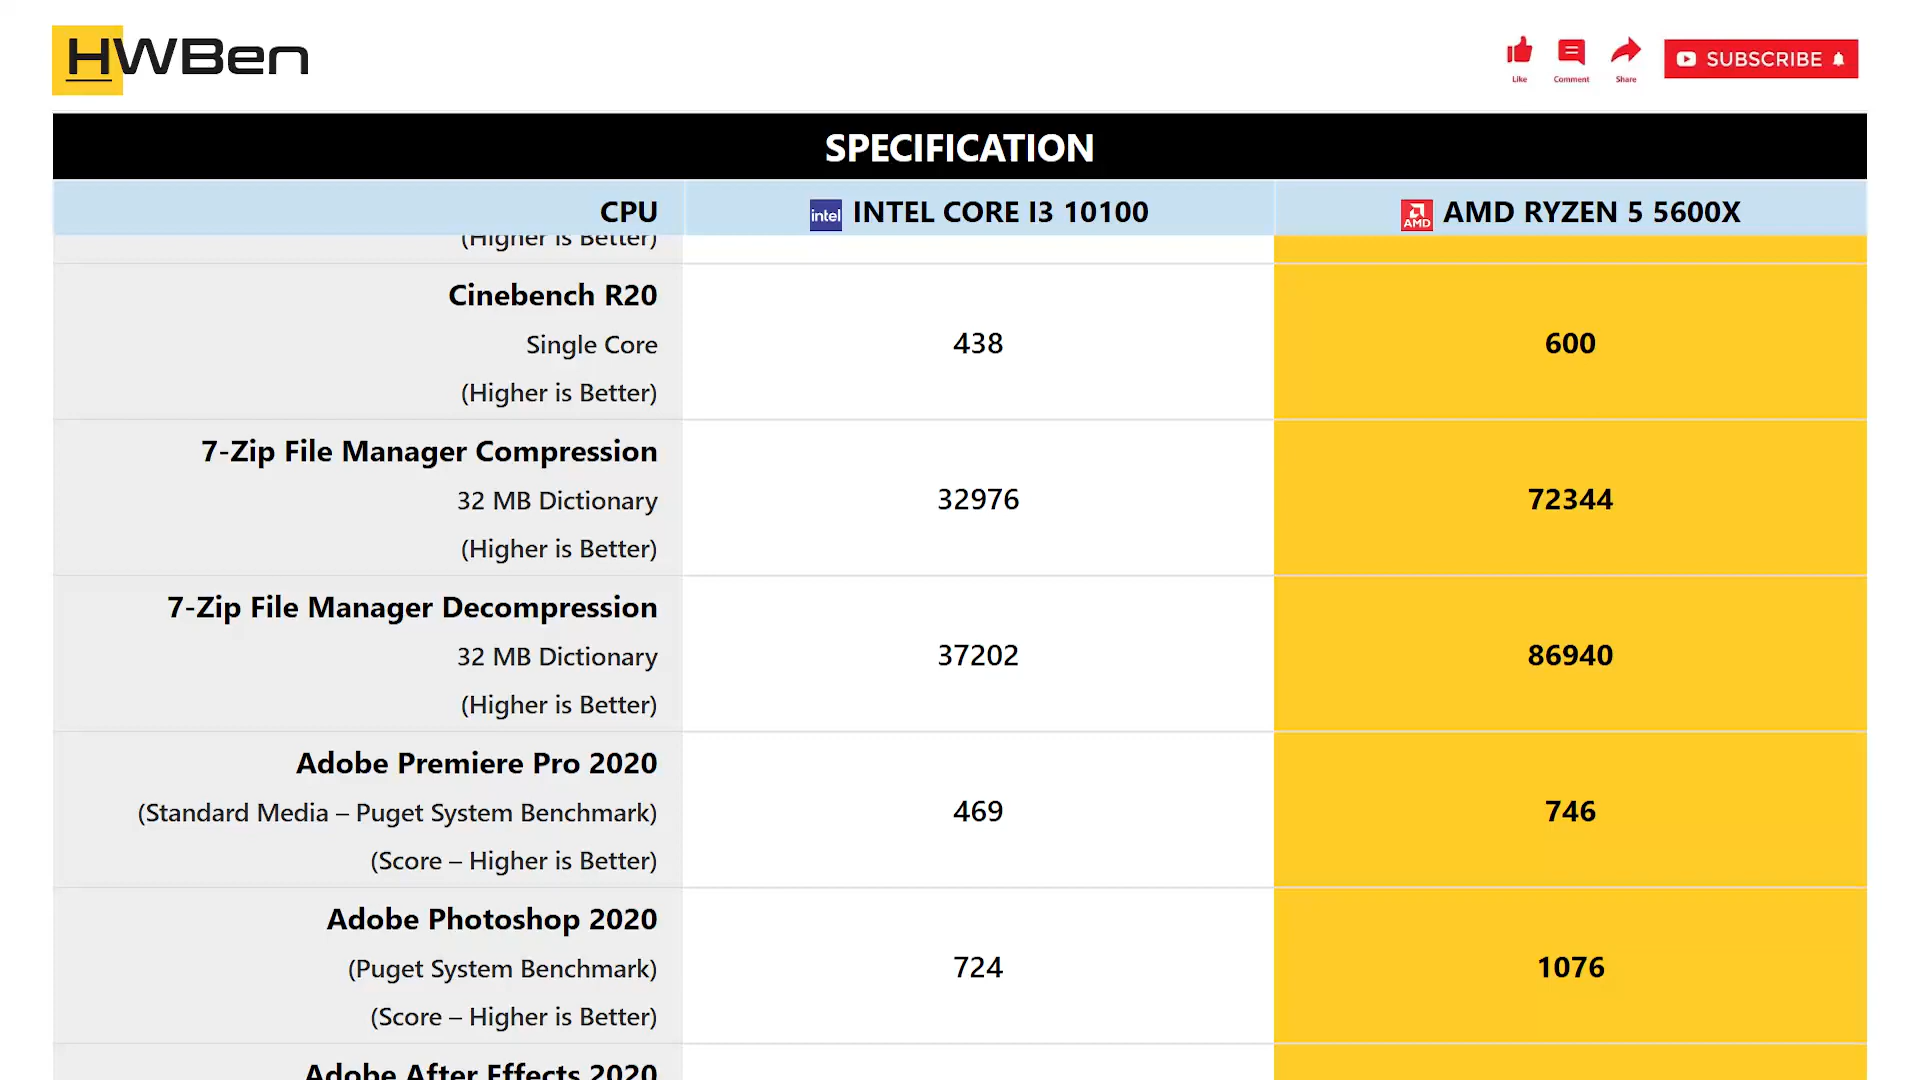 HWBen
Like
Comment
Share
SUBSCRIBE
SPECIFICATION
CPU
intel INTEL CORE I3 10100
AMD AMD RYZEN 5 5600X
(Higher is Better)
Cinebench R20
Single Core
(Higher is Better)
438
600
7-Zip File Manager Compression
32 MB Dictionary
(Higher is Better)
32976
72344
7-Zip File Manager Decompression
32 MB Dictionary
(Higher is Better)
37202
86940
Adobe Premiere Pro 2020
(Standard Media – Puget System Benchmark)
(Score – Higher is Better)
469
746
Adobe Photoshop 2020
(Puget System Benchmark)
(Score – Higher is Better)
724
1076
Adobe After Effects 2020